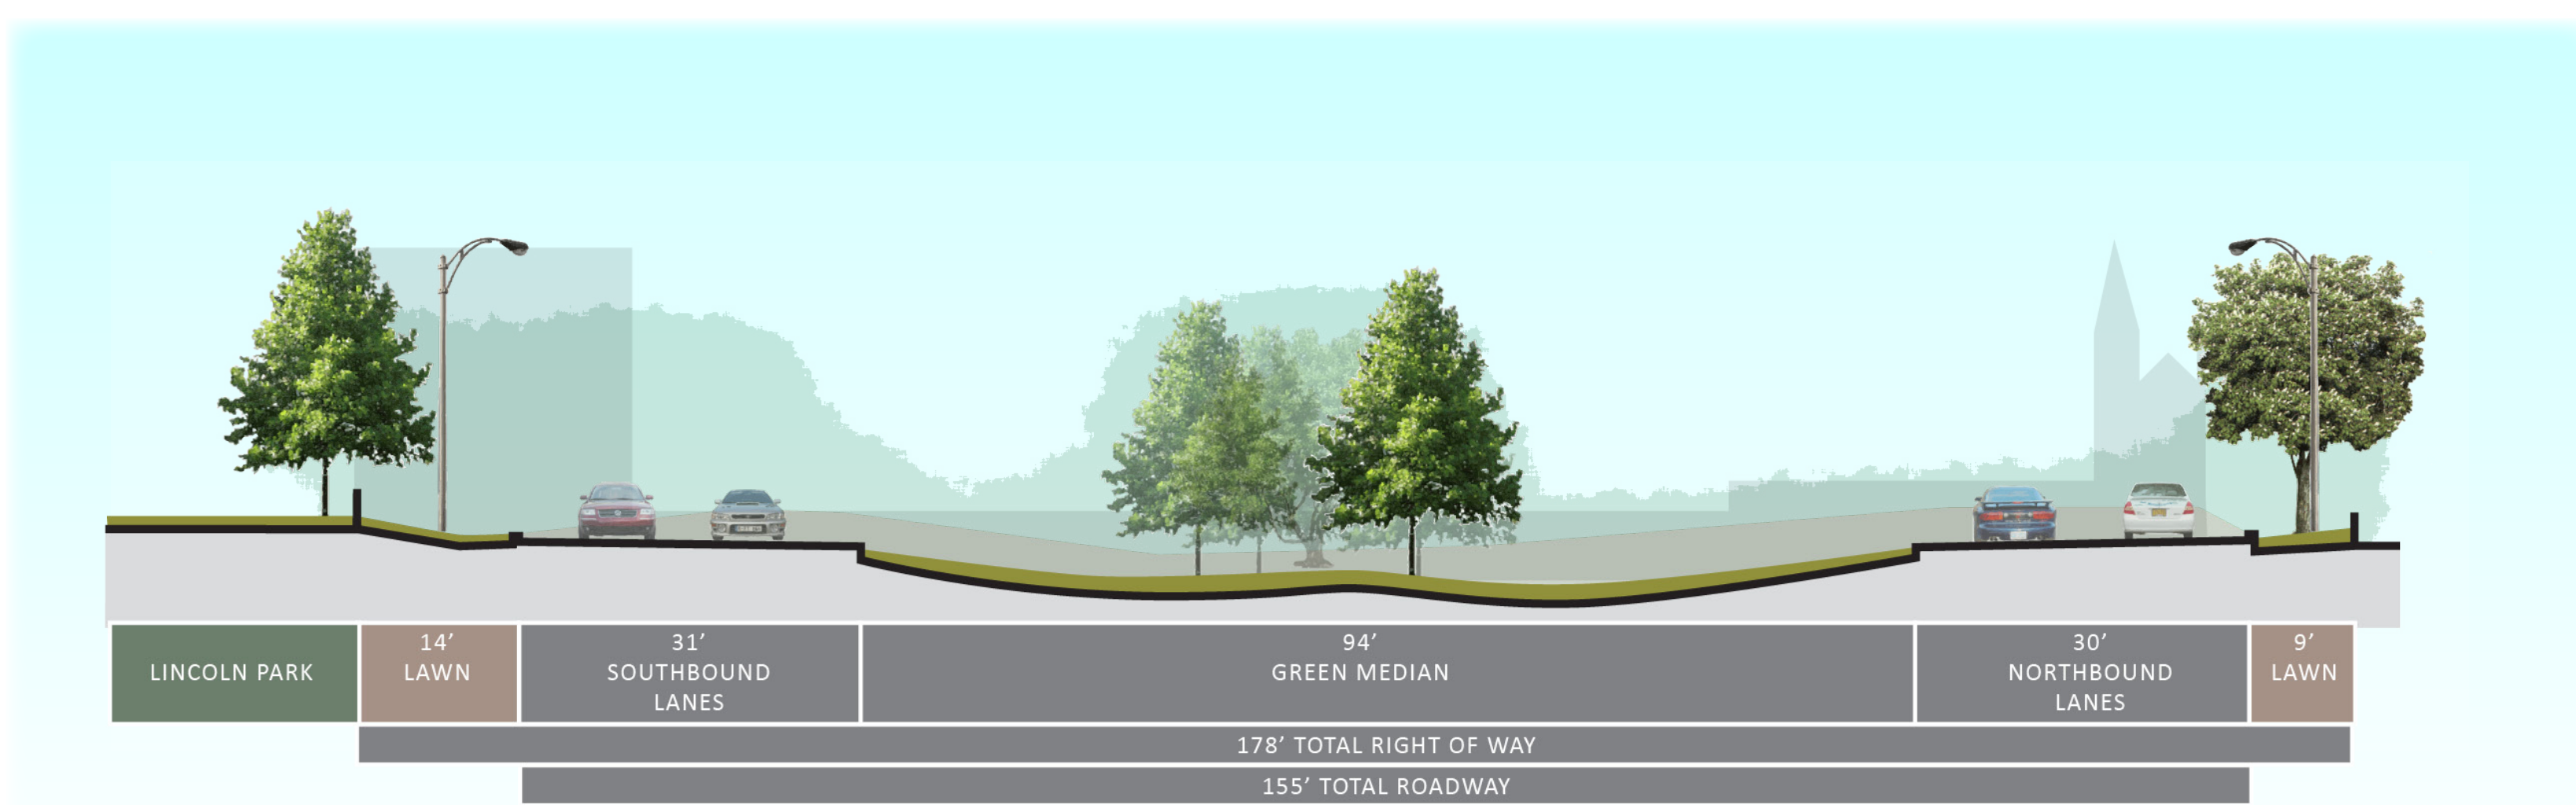 LINCOLN PARK
14’
LAWN
31’
SOUTHBOUND
LANES
94’
GREEN MEDIAN
30’
NORTHBOUND
LANES
9’
LAWN
178’ TOTAL RIGHT OF WAY
155’ TOTAL ROADWAY